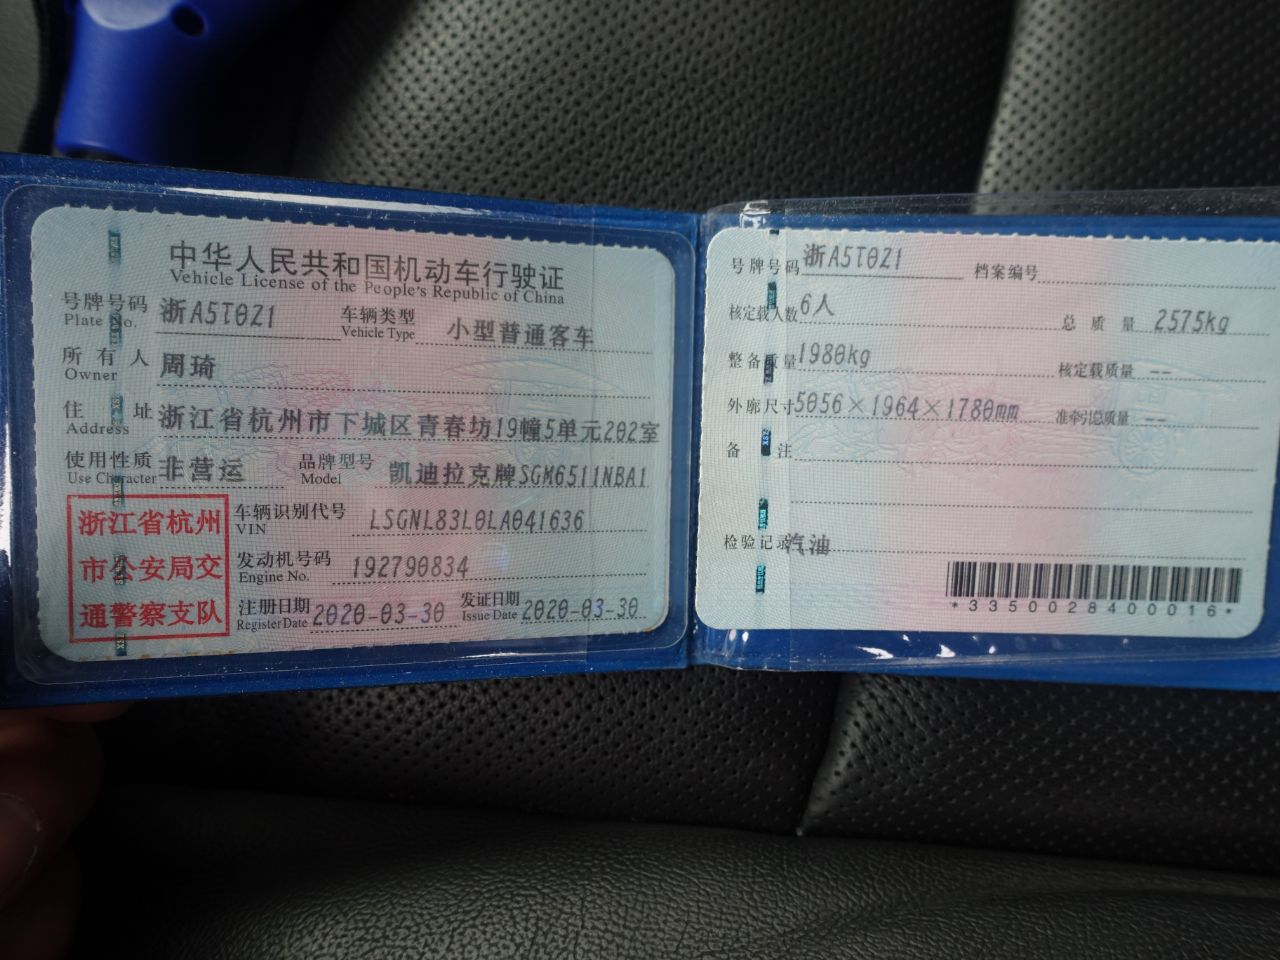 中华人民共和国机动车行驶证
Vehicle License of the People's Republic of China
号牌号码 浙A5T0Z1 车辆类型 小型普通客车
Plate No. Vehicle Type
所有人 周琦
Owner
住址 浙江省杭州市下城区青春坊19幢5单元202室
Address
使用性质 非营运 品牌型号 凯迪拉克牌SGM6511NBA1
Use Character Model
浙江省杭州市公安局交通警察支队
车辆识别代号 LSGNL83L0LA041636
VIN
发动机号码 192790834
Engine No.
注册日期 2020-03-30 发证日期 2020-03-30
Register Date Issue Date
号牌号码 浙A5T0Z1 档案编号
核定载人数 6人 总质量 2575kg
整备质量 1980kg 核定载质量 --
外廓尺寸 5056×1964×1780mm 准牵引总质量 --
备注
检验记录 汽油
*3350028400016*